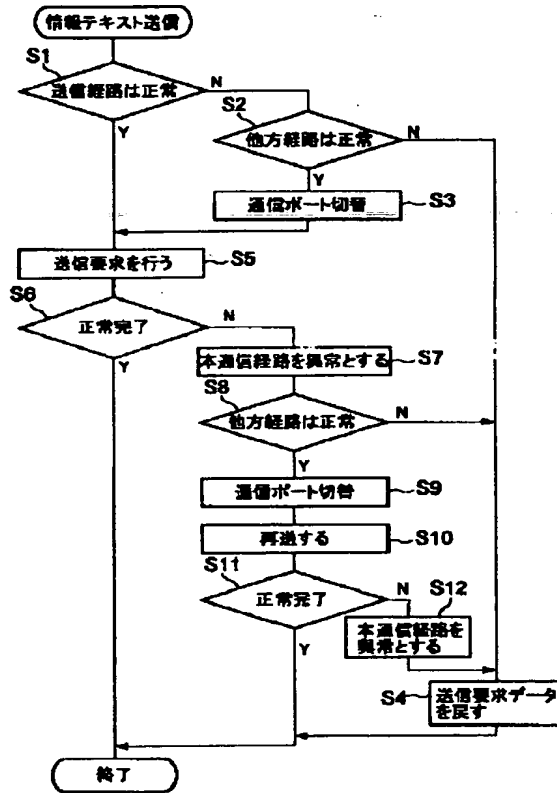 情報テキスト送信
S1
送信経路は正常
N
Y
S2
他方経路は正常
N
Y
通信ポート切替
S3
送信要求を行う
S5
S6
正常完了
N
Y
本通信経路を異常とする
S7
S8
他方経路は正常
N
Y
通信ポート切替
S9
再送する
S10
S11
正常完了
N
Y
S12
本通信経路を
異常とする
S4
送信要求データ
を戻す
終了